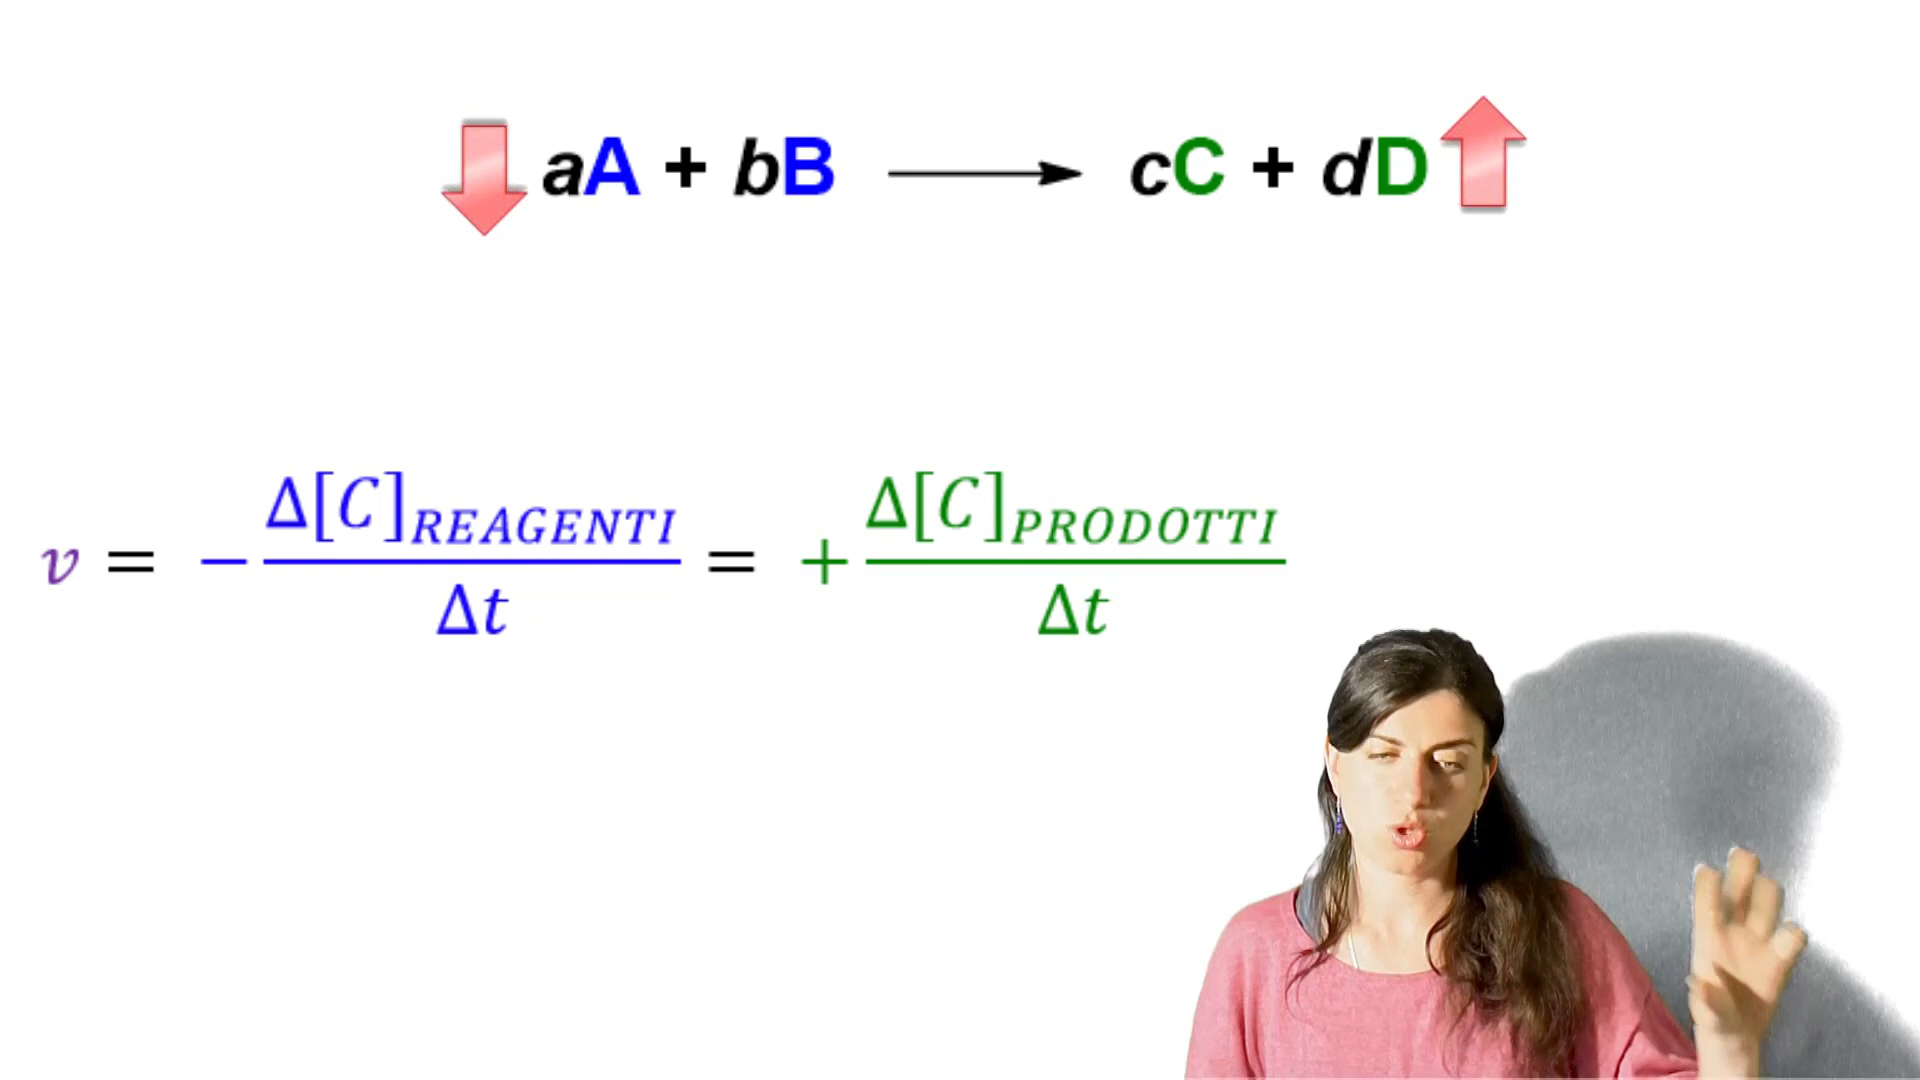 aA + bB ⟶ cC + dD
v = − Δ[C]REAGENTI / Δt = + Δ[C]PRODOTTI / Δt